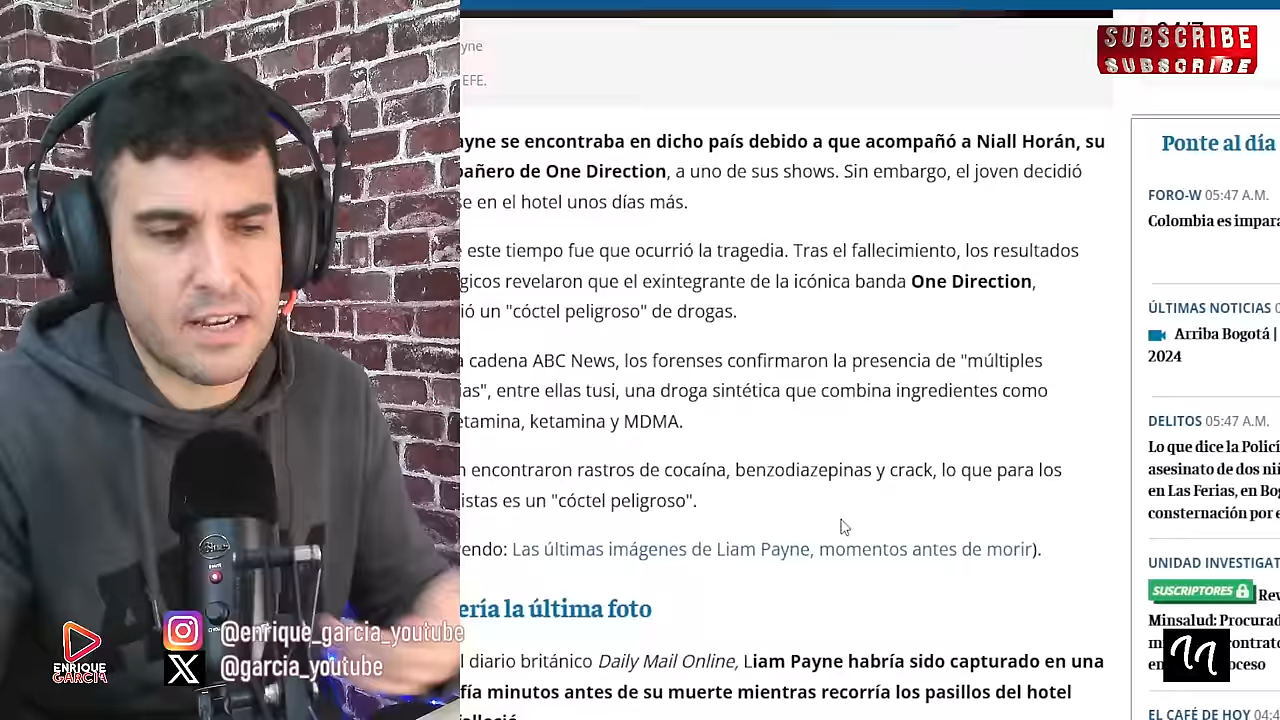 SUBSCRIBE
SUBSCRIBE
yne
EFE.
ayne se encontraba en dicho país debido a que acompañó a Niall Horán, su
pañero de One Direction, a uno de sus shows. Sin embargo, el joven decidió
e en el hotel unos días más.
este tiempo fue que ocurrió la tragedia. Tras el fallecimiento, los resultados
gicos revelaron que el exintegrante de la icónica banda One Direction,
ió un "cóctel peligroso" de drogas.
a cadena ABC News, los forenses confirmaron la presencia de "múltiples
as", entre ellas tusi, una droga sintética que combina ingredientes como
etamina, ketamina y MDMA.
n encontraron rastros de cocaína, benzodiazepinas y crack, lo que para los
istas es un "cóctel peligroso".
endo: Las últimas imágenes de Liam Payne, momentos antes de morir).
ería la última foto
l diario británico Daily Mail Online, Liam Payne habría sido capturado en una
fía minutos antes de su muerte mientras recorría los pasillos del hotel
Ponte al día
FORO-W 05:47 A.M.
Colombia es impara
ÚLTIMAS NOTICIAS 0
Arriba Bogotá |
2024
DELITOS 05:47 A.M.
Lo que dice la Policí
asesinato de dos niñ
en Las Ferias, en Bog
consternación por e
UNIDAD INVESTIGAT
SUSCRIPTORES Rev
Minsalud: Procurad
EL CAFÉ DE HOY 04:4
@enrique_garcia_youtube
@garcia_youtube
ENRIQUE
GARCIA